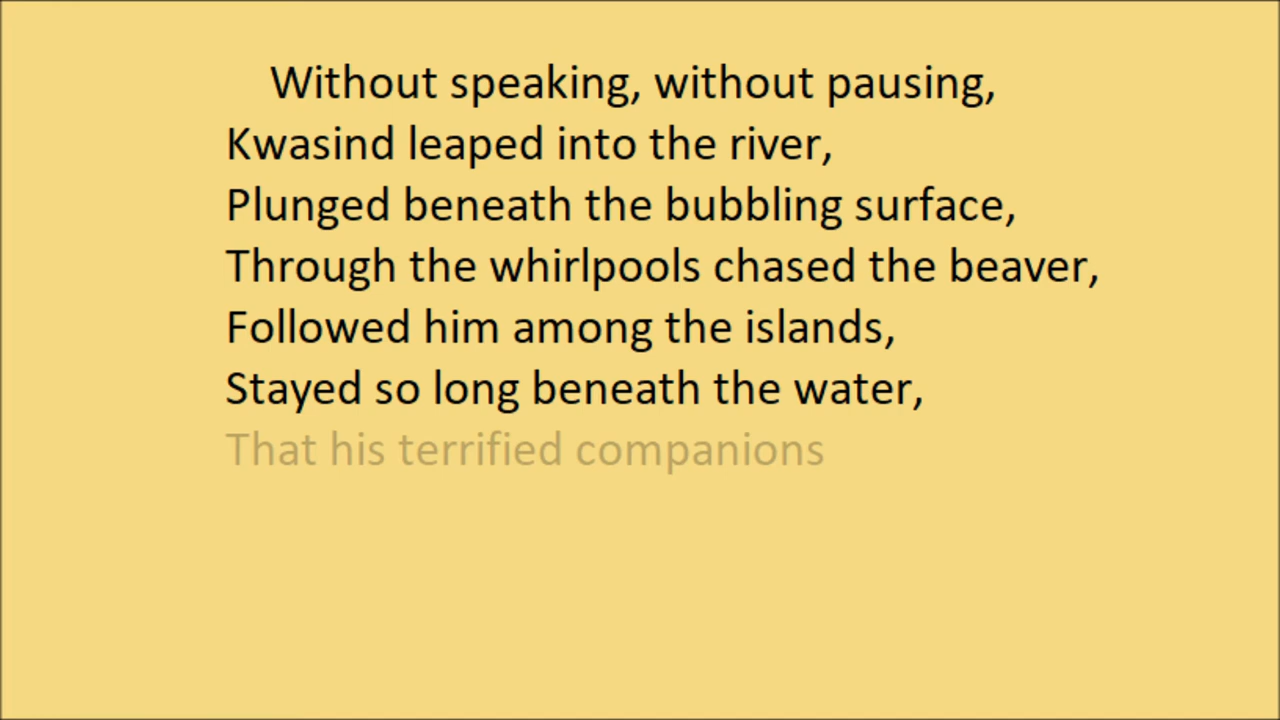 Without speaking, without pausing,
Kwasind leaped into the river,
Plunged beneath the bubbling surface,
Through the whirlpools chased the beaver,
Followed him among the islands,
Stayed so long beneath the water,
That his terrified companions